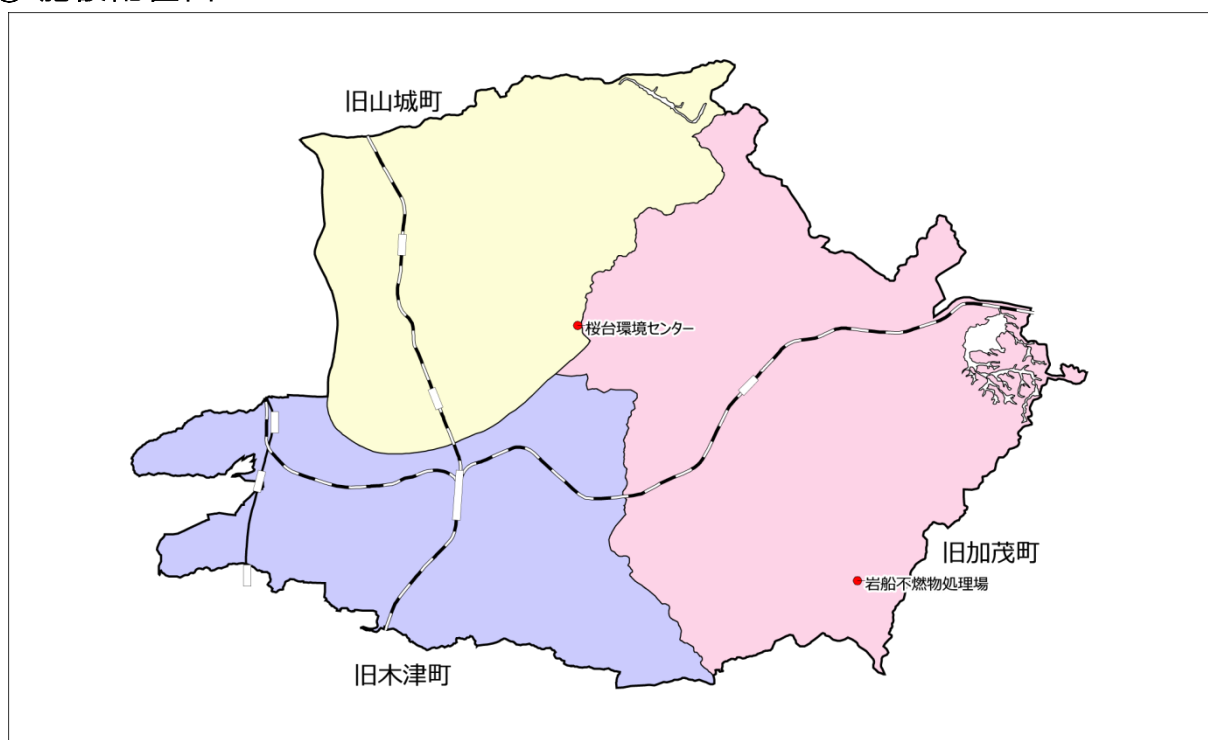 旧山城町
桜台環境センター
旧加茂町
岩船不燃物処理場
旧木津町